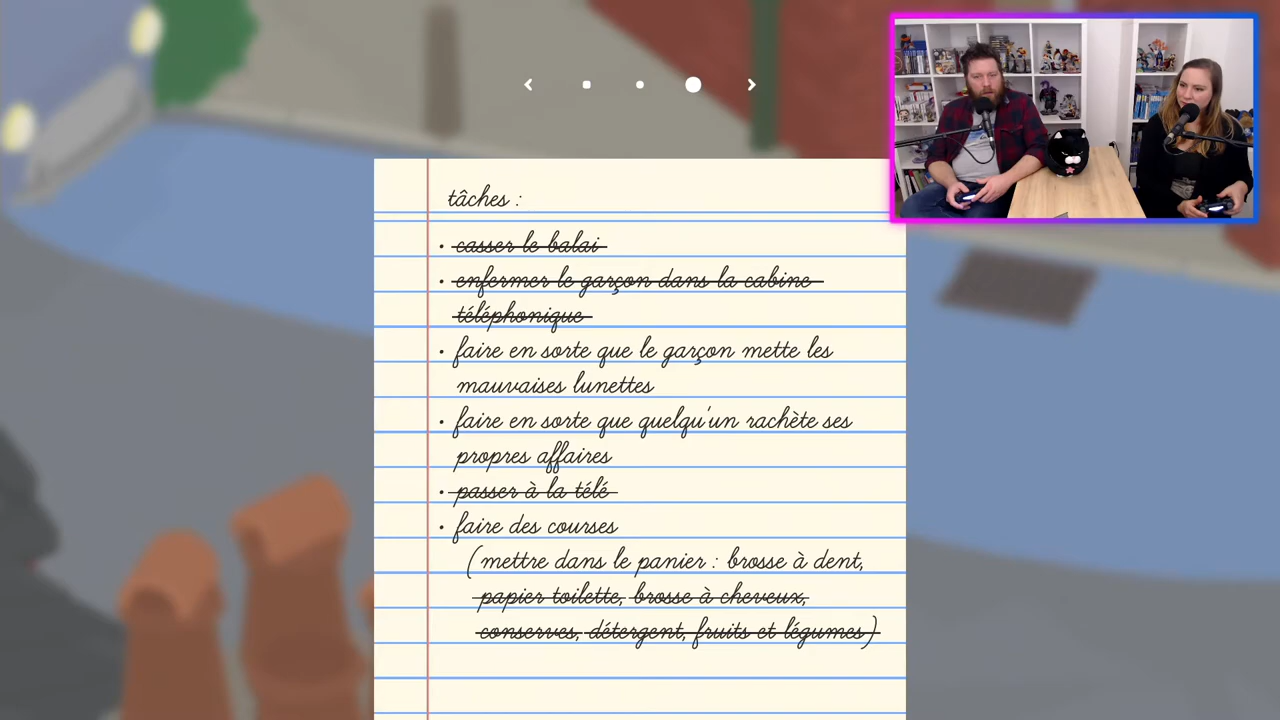 tâches :
• casser le balai
• enfermer le garçon dans la cabine
téléphonique
• faire en sorte que le garçon mette les
mauvaises lunettes
• faire en sorte que quelqu'un rachète ses
propres affaires
• passer à la télé
• faire des courses
(mettre dans le panier : brosse à dent,
papier toilette, brosse à cheveux,
conserves, détergent, fruits et légumes)